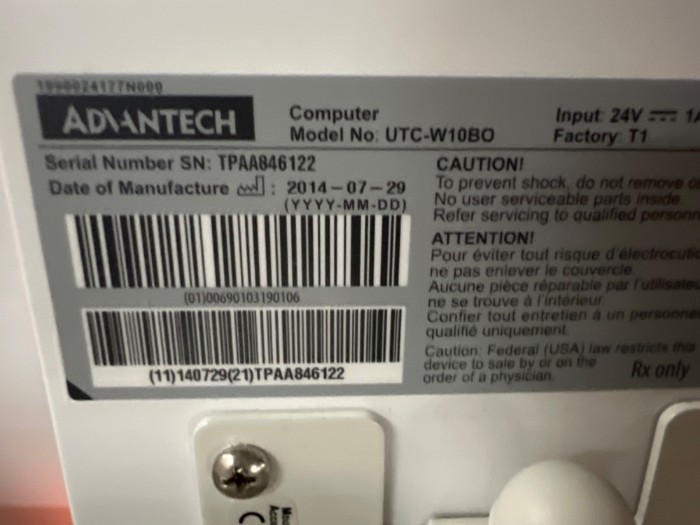 1990024177N000
ADVANTECH
Computer
Model No: UTC-W10BO
Input: 24V ⎓ 1A
Factory: T1
Serial Number SN: TPAA846122
Date of Manufacture : 2014-07-29
(YYYY-MM-DD)
(01)00690103190106
(11)140729(21)TPAA846122
CAUTION!
To prevent shock, do not remove
No user serviceable parts inside.
Refer servicing to qualified
ATTENTION!
Pour éviter tout risque
ne pas enlever le couvercle.
Aucune pièce réparable par
ne se trouve à l'intérieur.
Confier tout entretien à un
qualifié uniquement.
Caution: Federal (USA) law restricts this
device to sale by or on the
order of a physician.
Rx only